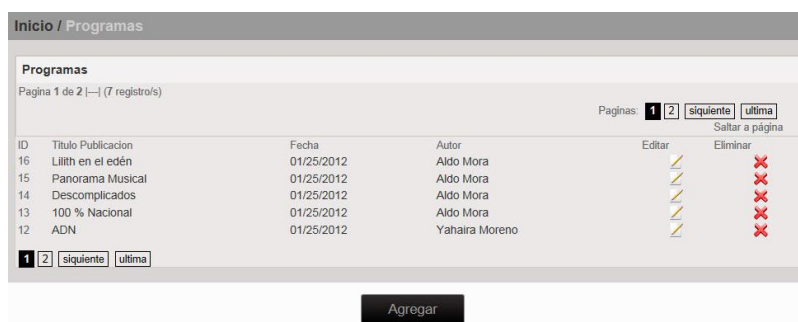 Inicio / Programas
Programas
Pagina 1 de 2 |---| (7 registro/s)
Paginas: 1 2 siquiente ultima
Saltar a página
ID Titulo Publicacion Fecha Autor Editar Eliminar
16 Lilith en el edén 01/25/2012 Aldo Mora
15 Panorama Musical 01/25/2012 Aldo Mora
14 Descomplicados 01/25/2012 Aldo Mora
13 100 % Nacional 01/25/2012 Aldo Mora
12 ADN 01/25/2012 Yahaira Moreno
1 2 siquiente ultima
Agregar